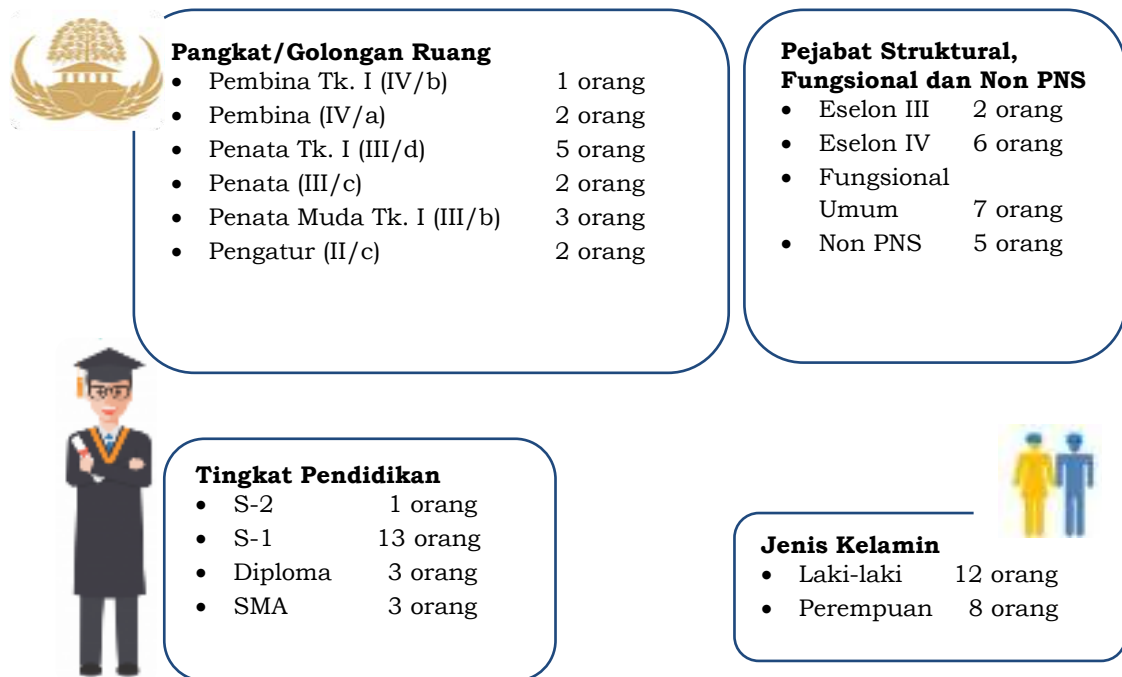 Pangkat/Golongan Ruang
• Pembina Tk. I (IV/b) 1 orang
• Pembina (IV/a) 2 orang
• Penata Tk. I (III/d) 5 orang
• Penata (III/c) 2 orang
• Penata Muda Tk. I (III/b) 3 orang
• Pengatur (II/c) 2 orang
Pejabat Struktural,
Fungsional dan Non PNS
• Eselon III 2 orang
• Eselon IV 6 orang
• Fungsional
Umum 7 orang
• Non PNS 5 orang
Tingkat Pendidikan
• S-2 1 orang
• S-1 13 orang
• Diploma 3 orang
• SMA 3 orang
Jenis Kelamin
• Laki-laki 12 orang
• Perempuan 8 orang